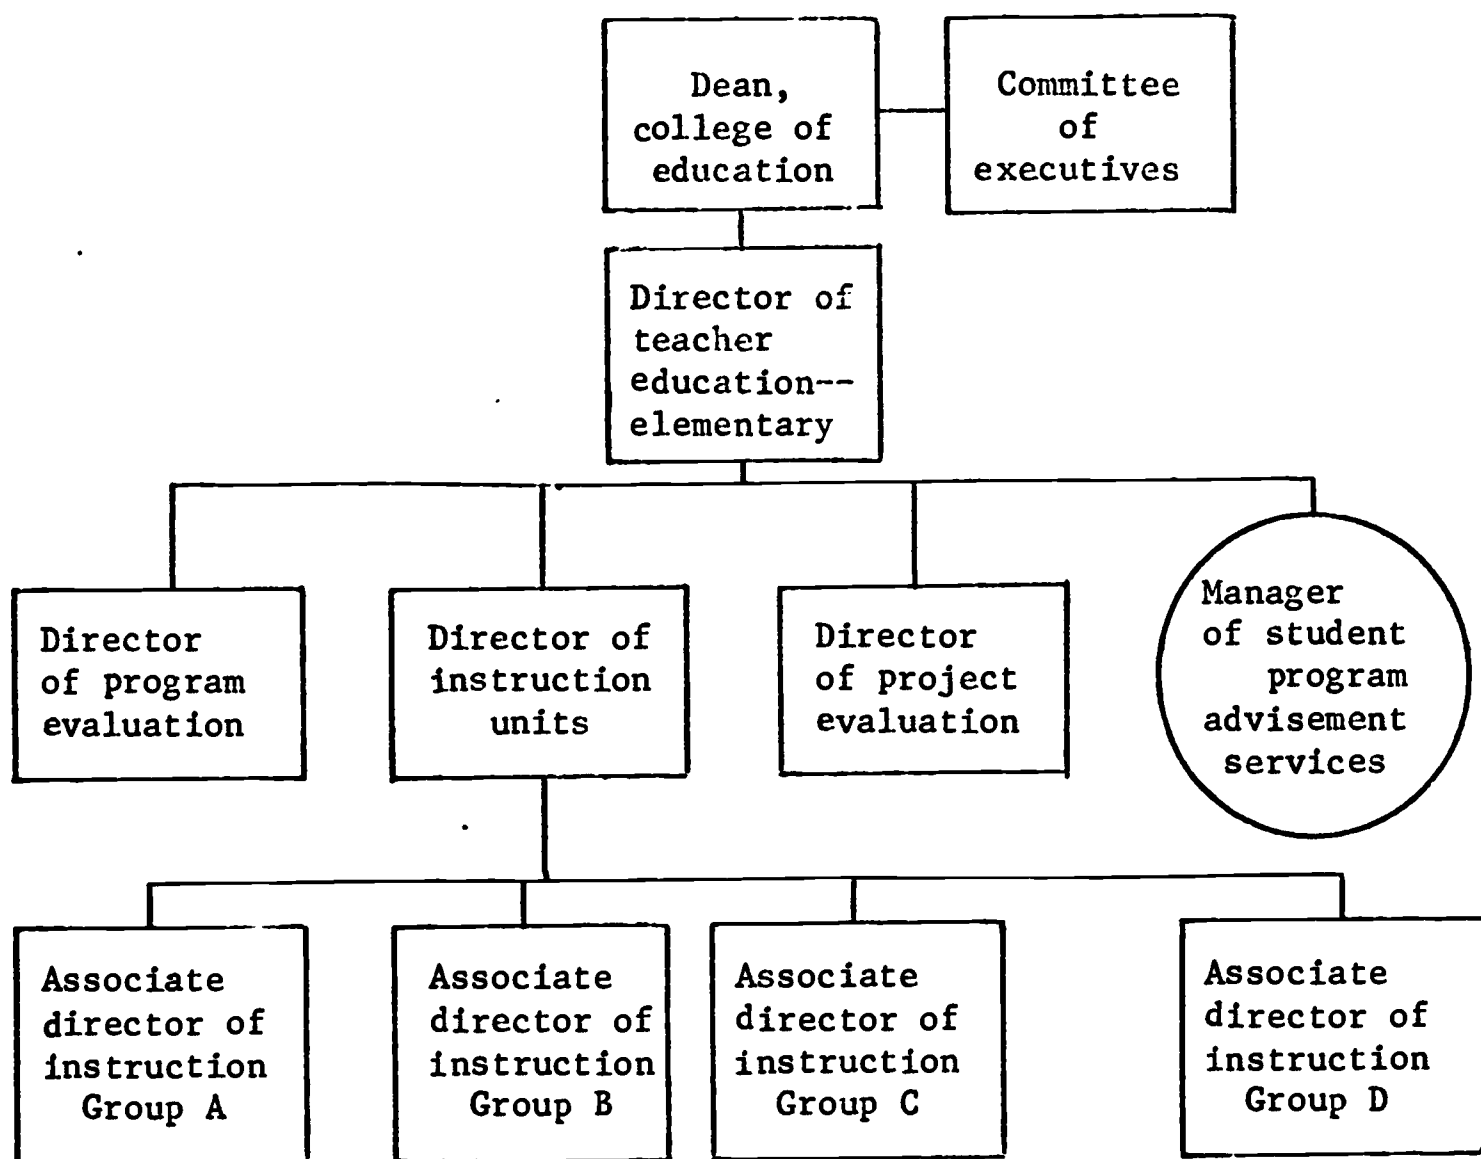 Dean,
college of
education
Committee
of
executives
Director of
teacher
education--
elementary
Director
of program
evaluation
Director of
instruction
units
Director
of project
evaluation
Manager
of student
program
advisement
services
Associate
director of
instruction
Group A
Associate
director of
instruction
Group B
Associate
director of
instruction
Group C
Associate
director of
instruction
Group D